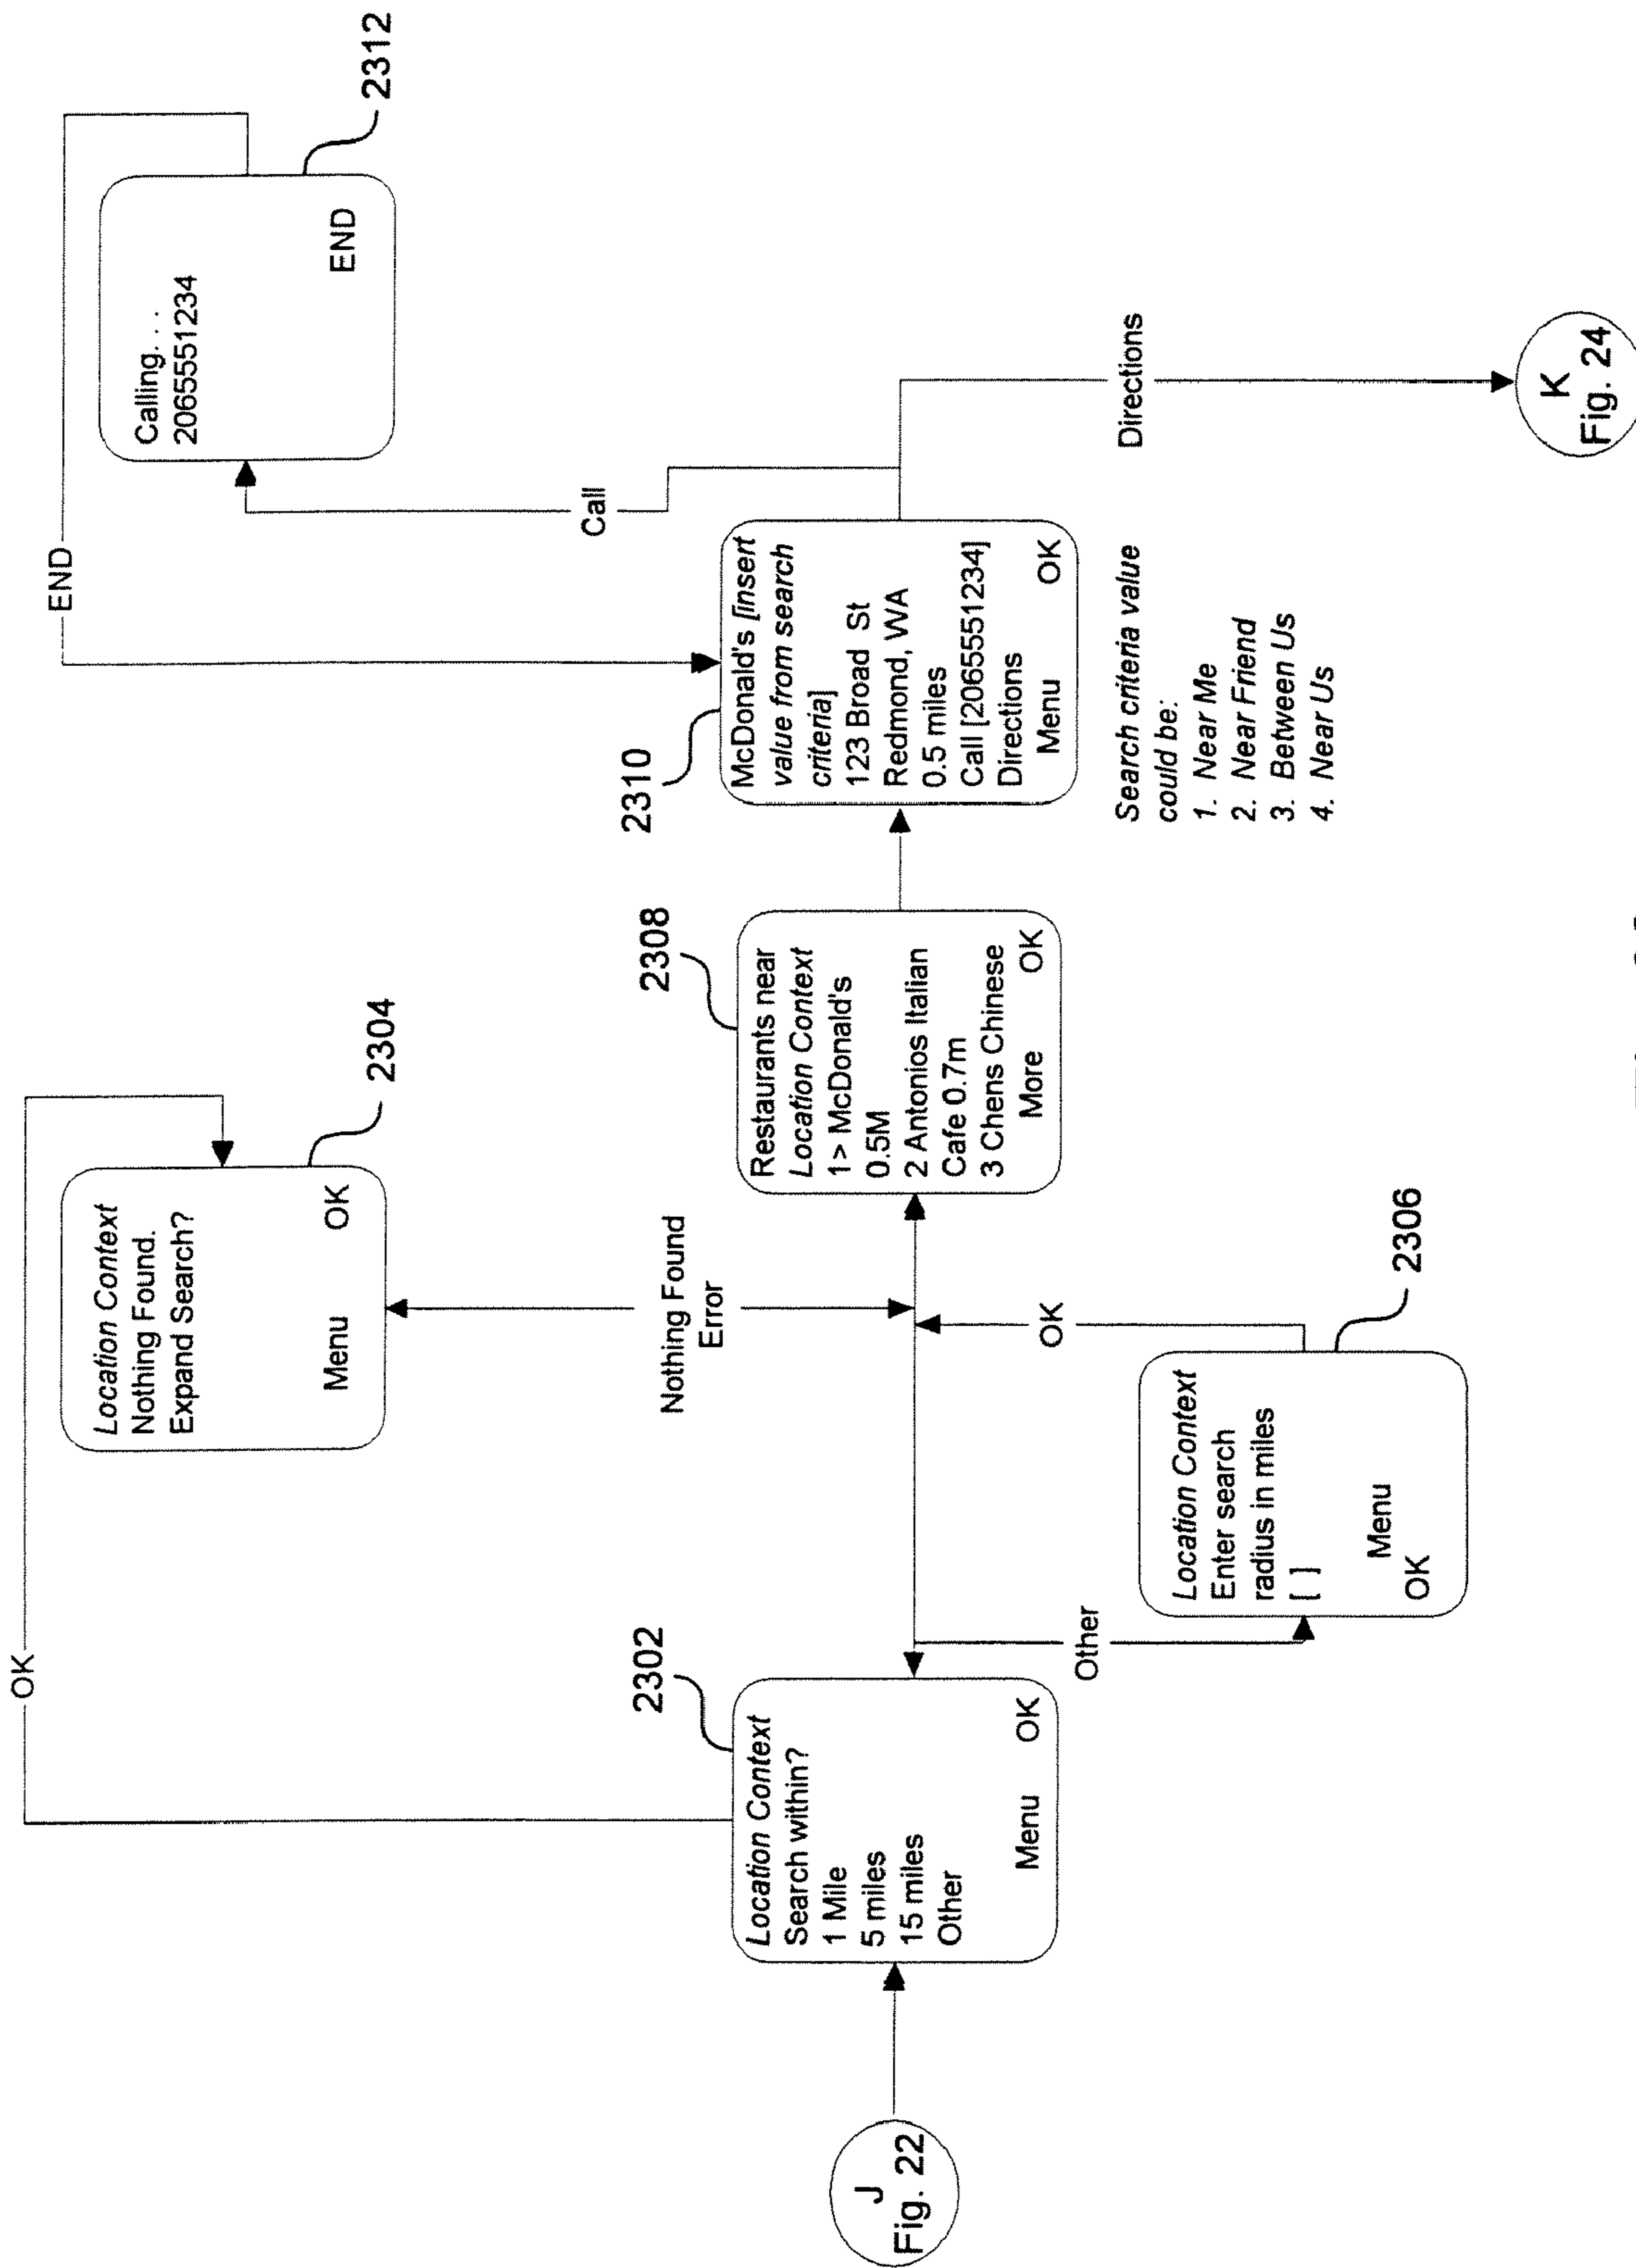 OK
END
Location Context
Nothing Found.
Expand Search?
Menu OK
2304
Calling. . .
2065551234
END
2312
Nothing Found
Error
Call
2302
Location Context
Search within?
1 Mile
5 miles
15 miles
Other
Menu OK
2308
Restaurants near
Location Context
1> McDonald's
0.5M
2 Antonios Italian
Cafe 0.7m
3 Chens Chinese
More OK
2310
McDonald's [insert
value from search
criteria]
123 Broad St
Redmond, WA
0.5 miles
Call [2065551234]
Directions
Menu OK
J
Fig. 22
Other
OK
Directions
Location Context
Enter search
radius in miles
[ ]
Menu
OK
2306
Search criteria value
could be:
1. Near Me
2. Near Friend
3. Between Us
4. Near Us
K
Fig. 24